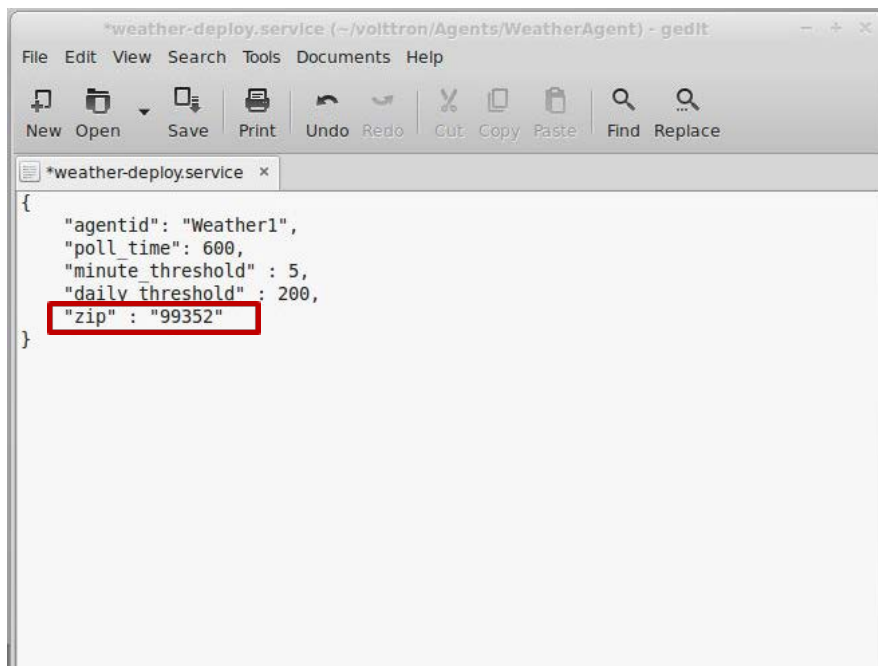 *weather-deploy.service (~/volttron/Agents/WeatherAgent) - gedit
File Edit View Search Tools Documents Help
New Open Save Print Undo Redo Cut Copy Paste Find Replace
*weather-deploy.service ×
{
    "agentid": "Weather1",
    "poll_time": 600,
    "minute_threshold" : 5,
    "daily_threshold" : 200,
    "zip" : "99352"
}